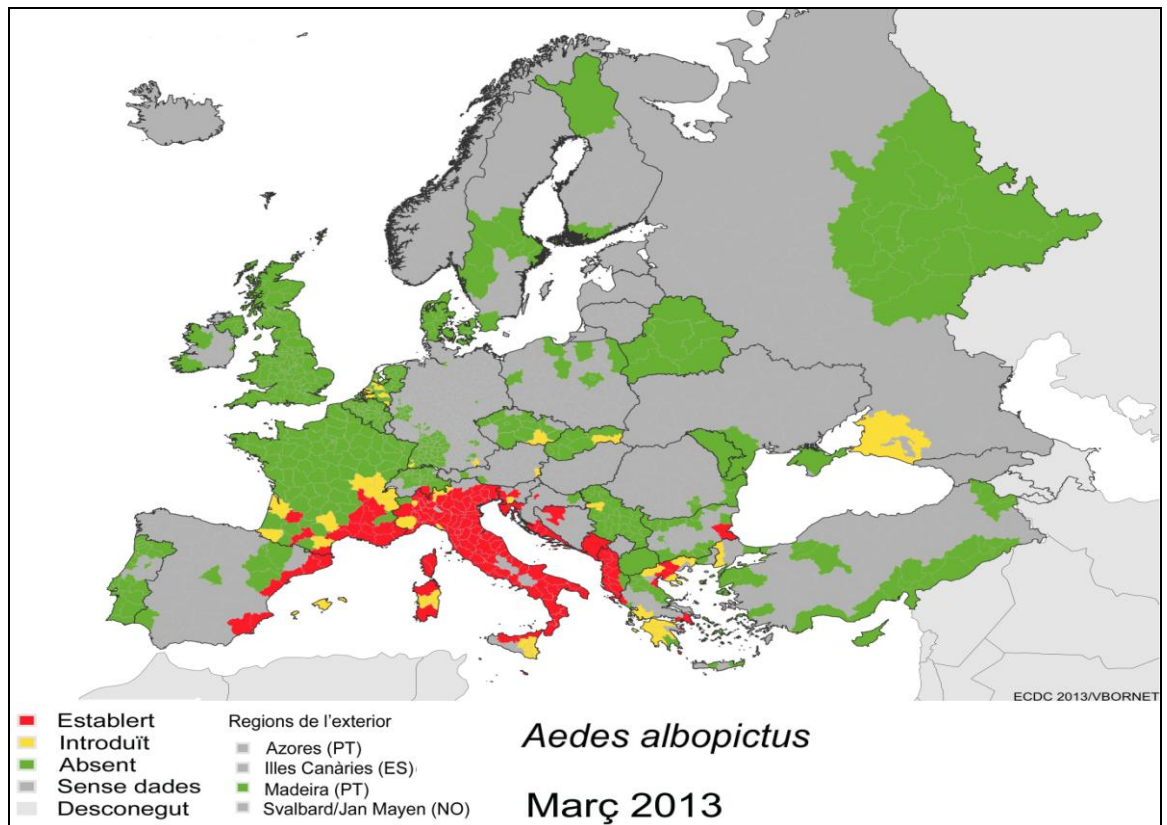 ECDC 2013/VBORNET
Establert
Introduït
Absent
Sense dades
Desconegut
Regions de l'exterior
Azores (PT)
Illes Canàries (ES)
Madeira (PT)
Svalbard/Jan Mayen (NO)
Aedes albopictus
Març 2013